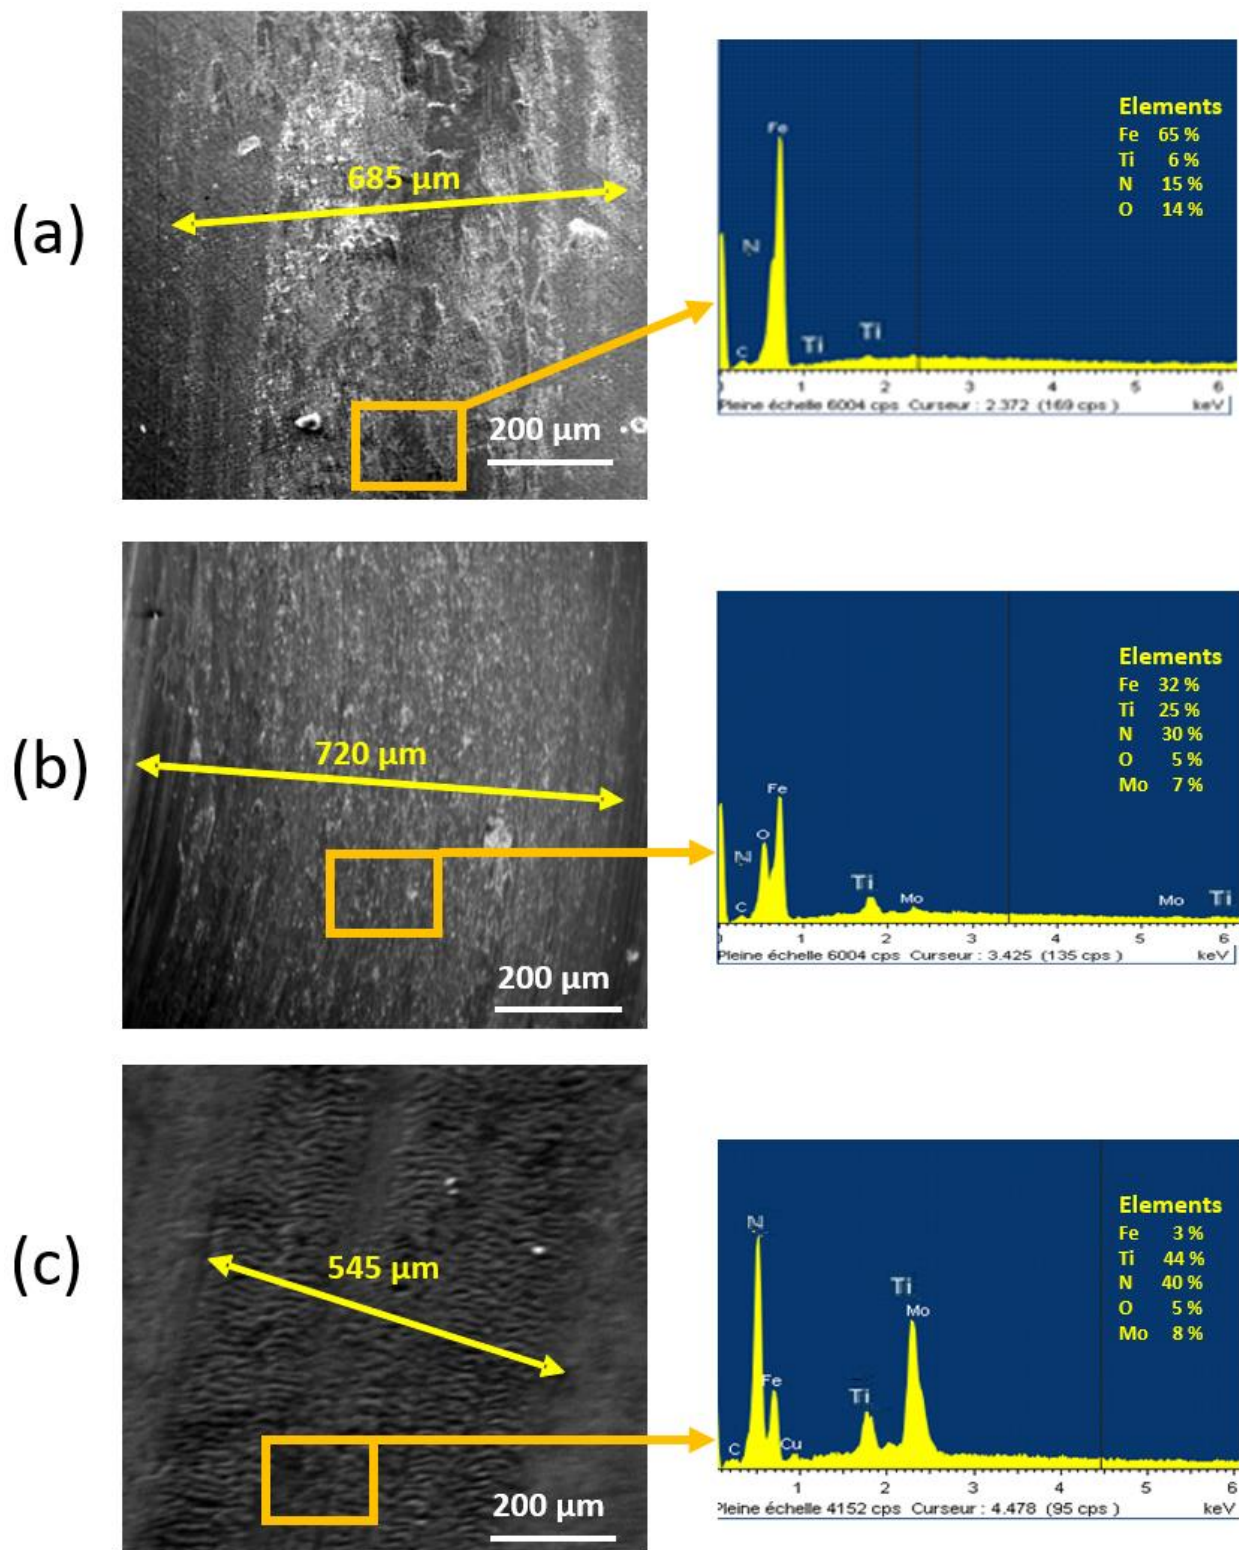 (a)
685 µm
200 µm
Elements
Fe 65 %
Ti 6 %
N 15 %
O 14 %
Fe
N
C
Ti
Ti
1 2 3 4 5 6
Pleine échelle 6004 cps Curseur : 2.372 (169 cps ) keV
(b)
720 µm
200 µm
Elements
Fe 32 %
Ti 25 %
N 30 %
O 5 %
Mo 7 %
Fe
O
N
C
Ti
Mo
Mo
Ti
1 2 3 4 5 6
Pleine échelle 6004 cps Curseur : 3.425 (135 cps ) keV
(c)
545 µm
200 µm
Elements
Fe 3 %
Ti 44 %
N 40 %
O 5 %
Mo 8 %
N
Ti
Mo
Fe
Ti
C
Cu
1 2 3 4 5 6
Pleine échelle 4152 cps Curseur : 4.478 (95 cps ) keV